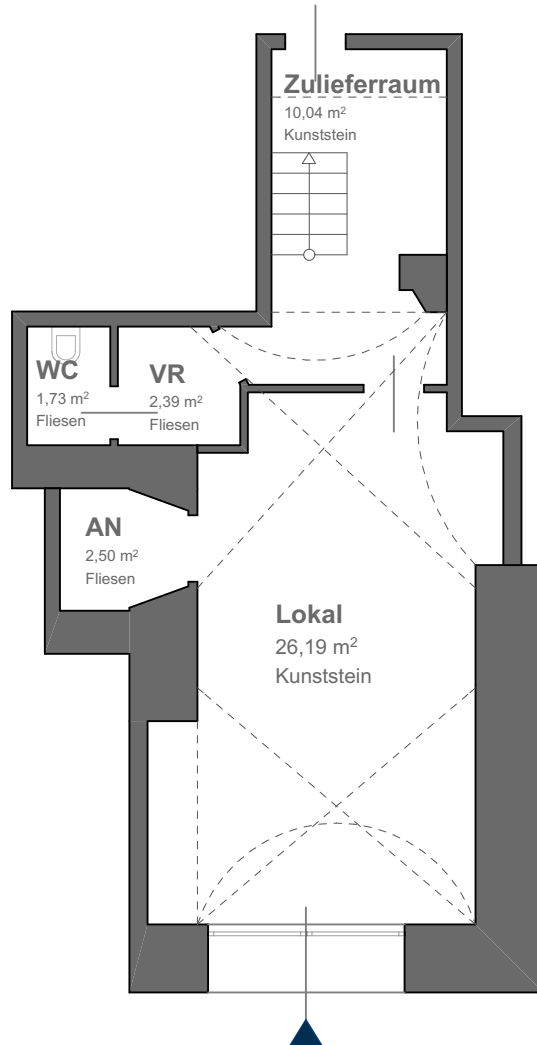 Zulieferraum
10,04 m²
Kunststein
WC
1,73 m²
Fliesen
VR
2,39 m²
Fliesen
AN
2,50 m²
Fliesen
Lokal
26,19 m²
Kunststein